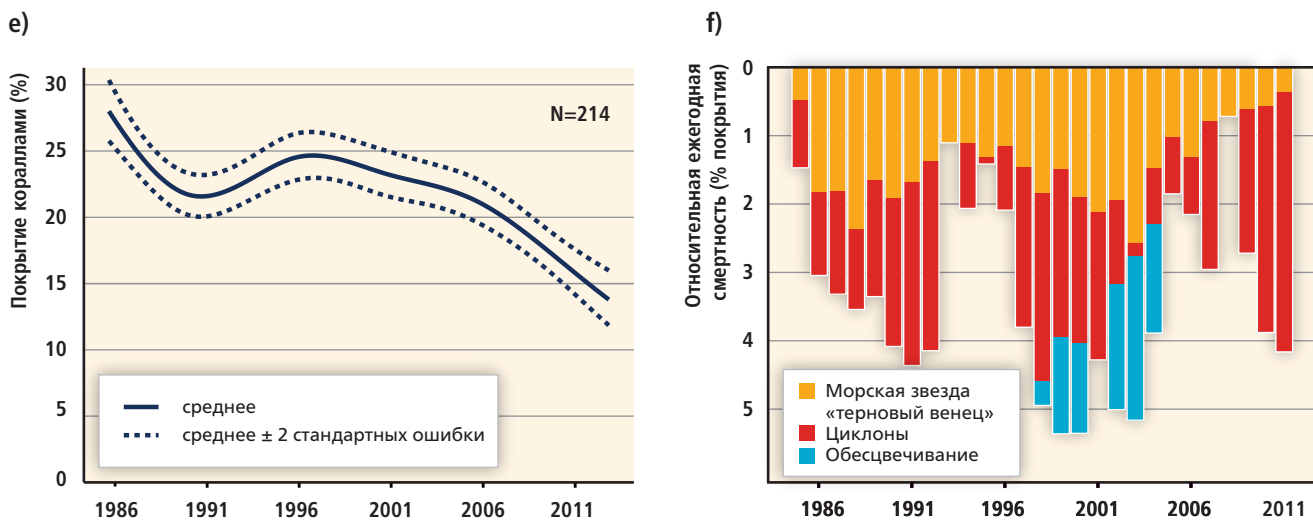 e)
Покрытие кораллами (%)
30
25
20
15
10
5
0
N=214
среднее
среднее ± 2 стандартных ошибки
1986
1991
1996
2001
2006
2011
f)
Относительная ежегодная
смертность (% покрытия)
0
1
2
3
4
5
Морская звезда
«терновый венец»
Циклоны
Обесцвечивание
1986
1991
1996
2001
2006
2011